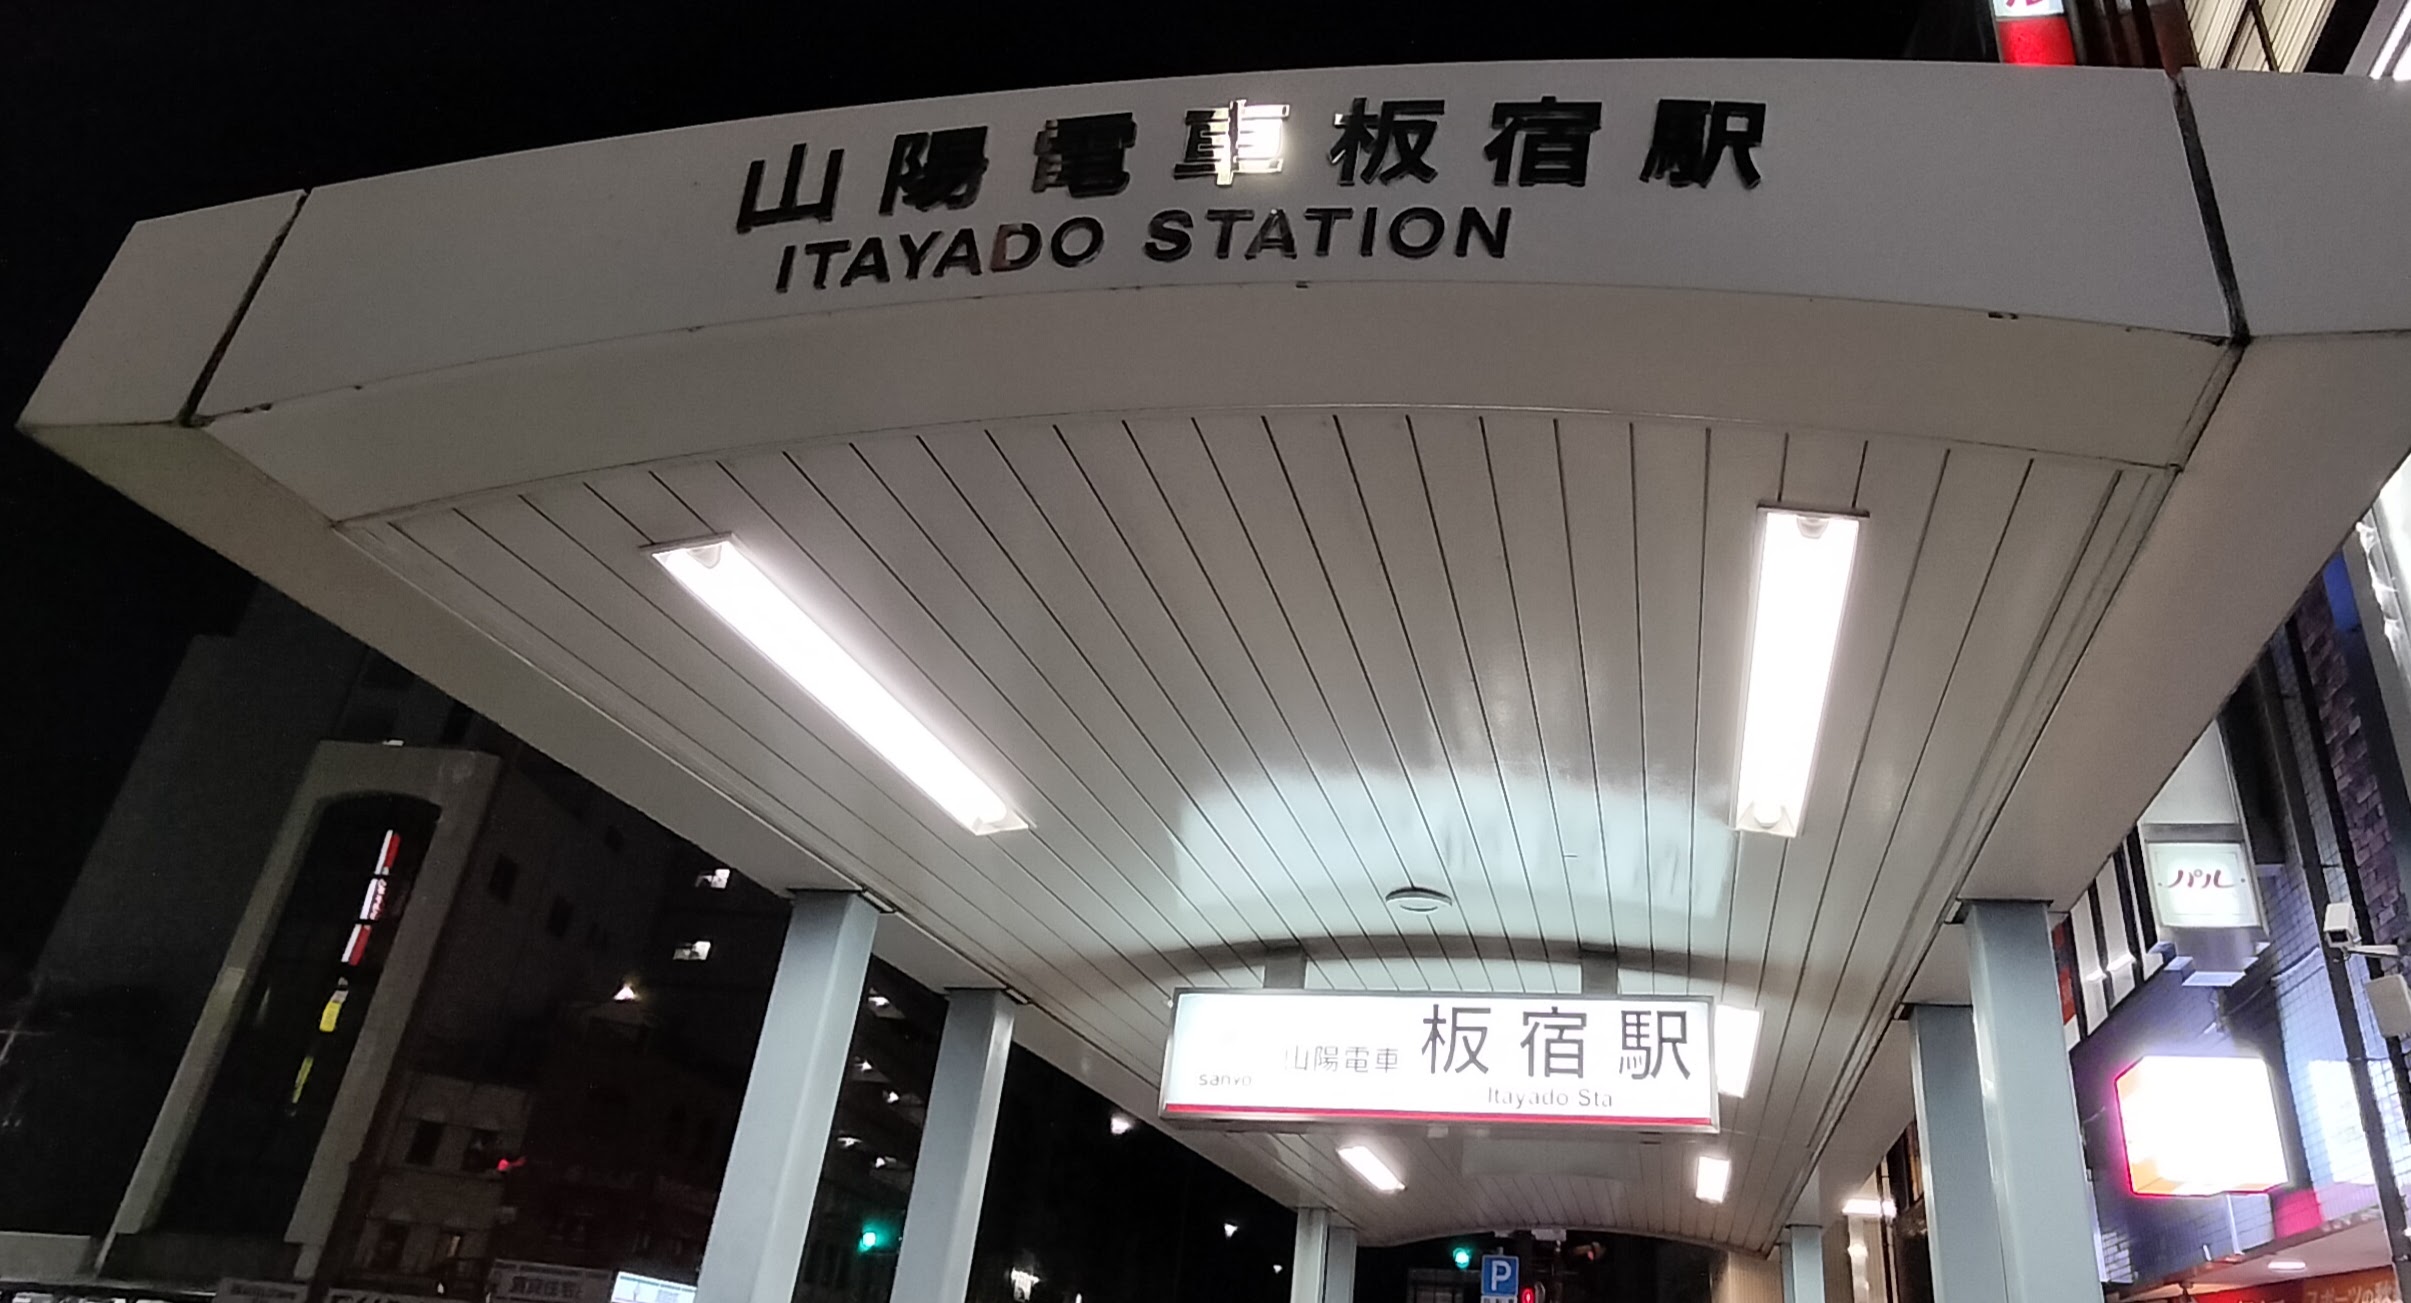 山陽電車板宿駅
ITAYADO STATION
パル
sanyo 山陽電車 板宿駅
Itayado Sta
P